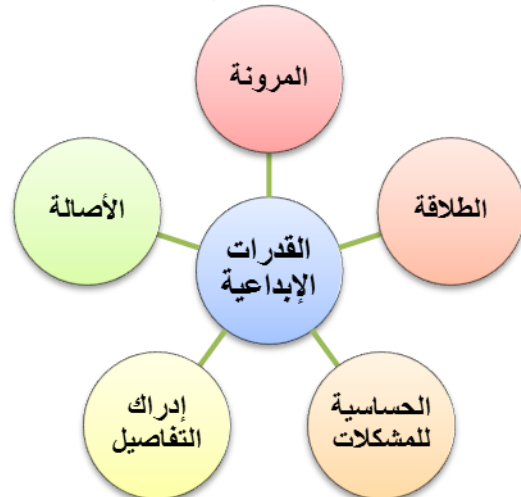 المرونة
الطلاقة
الأصالة
القدرات
الإبداعية
الحساسية
للمشكلات
إدراك
التفاصيل